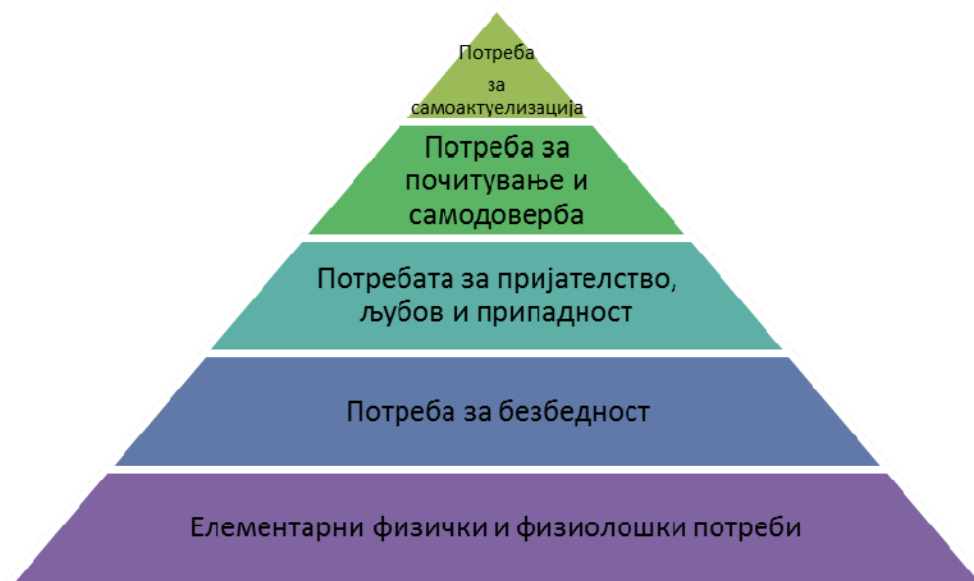 Потреба
за
самоактуелизација
Потреба за
почитување и
самодоверба
Потребата за пријателство,
љубов и припадност
Потреба за безбедност
Елементарни физички и физиолошки потреби